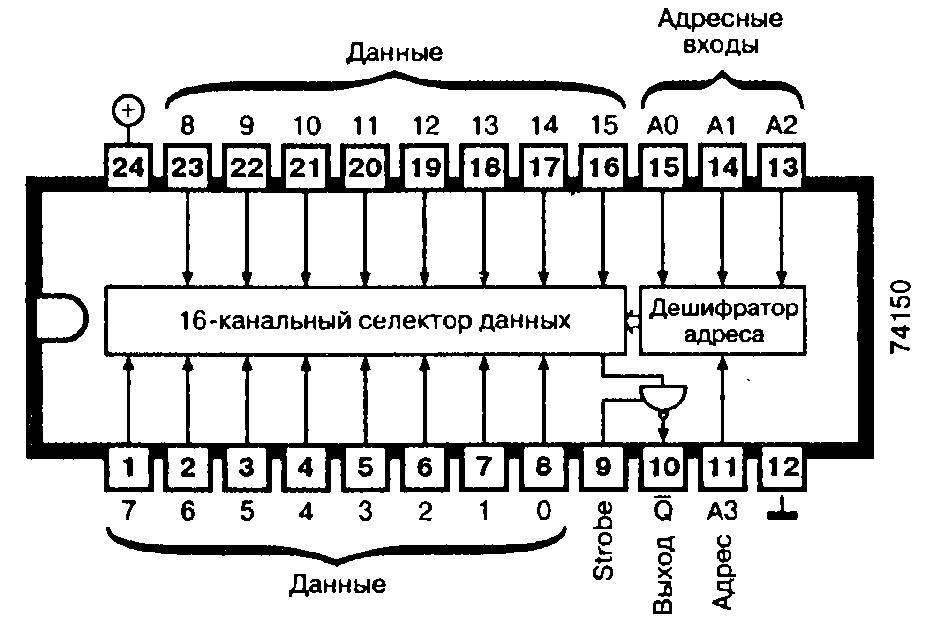 Данные
Адресные
входы
8 9 10 11 12 13 14 15 A0 A1 A2
24 23 22 21 20 19 18 17 16 15 14 13
16-канальный селектор данных
Дешифратор
адреса
74150
1 2 3 4 5 6 7 8 9 10 11 12
7 6 5 4 3 2 1 0 Strobe Q̅ A3
Выход
Адрес
Данные